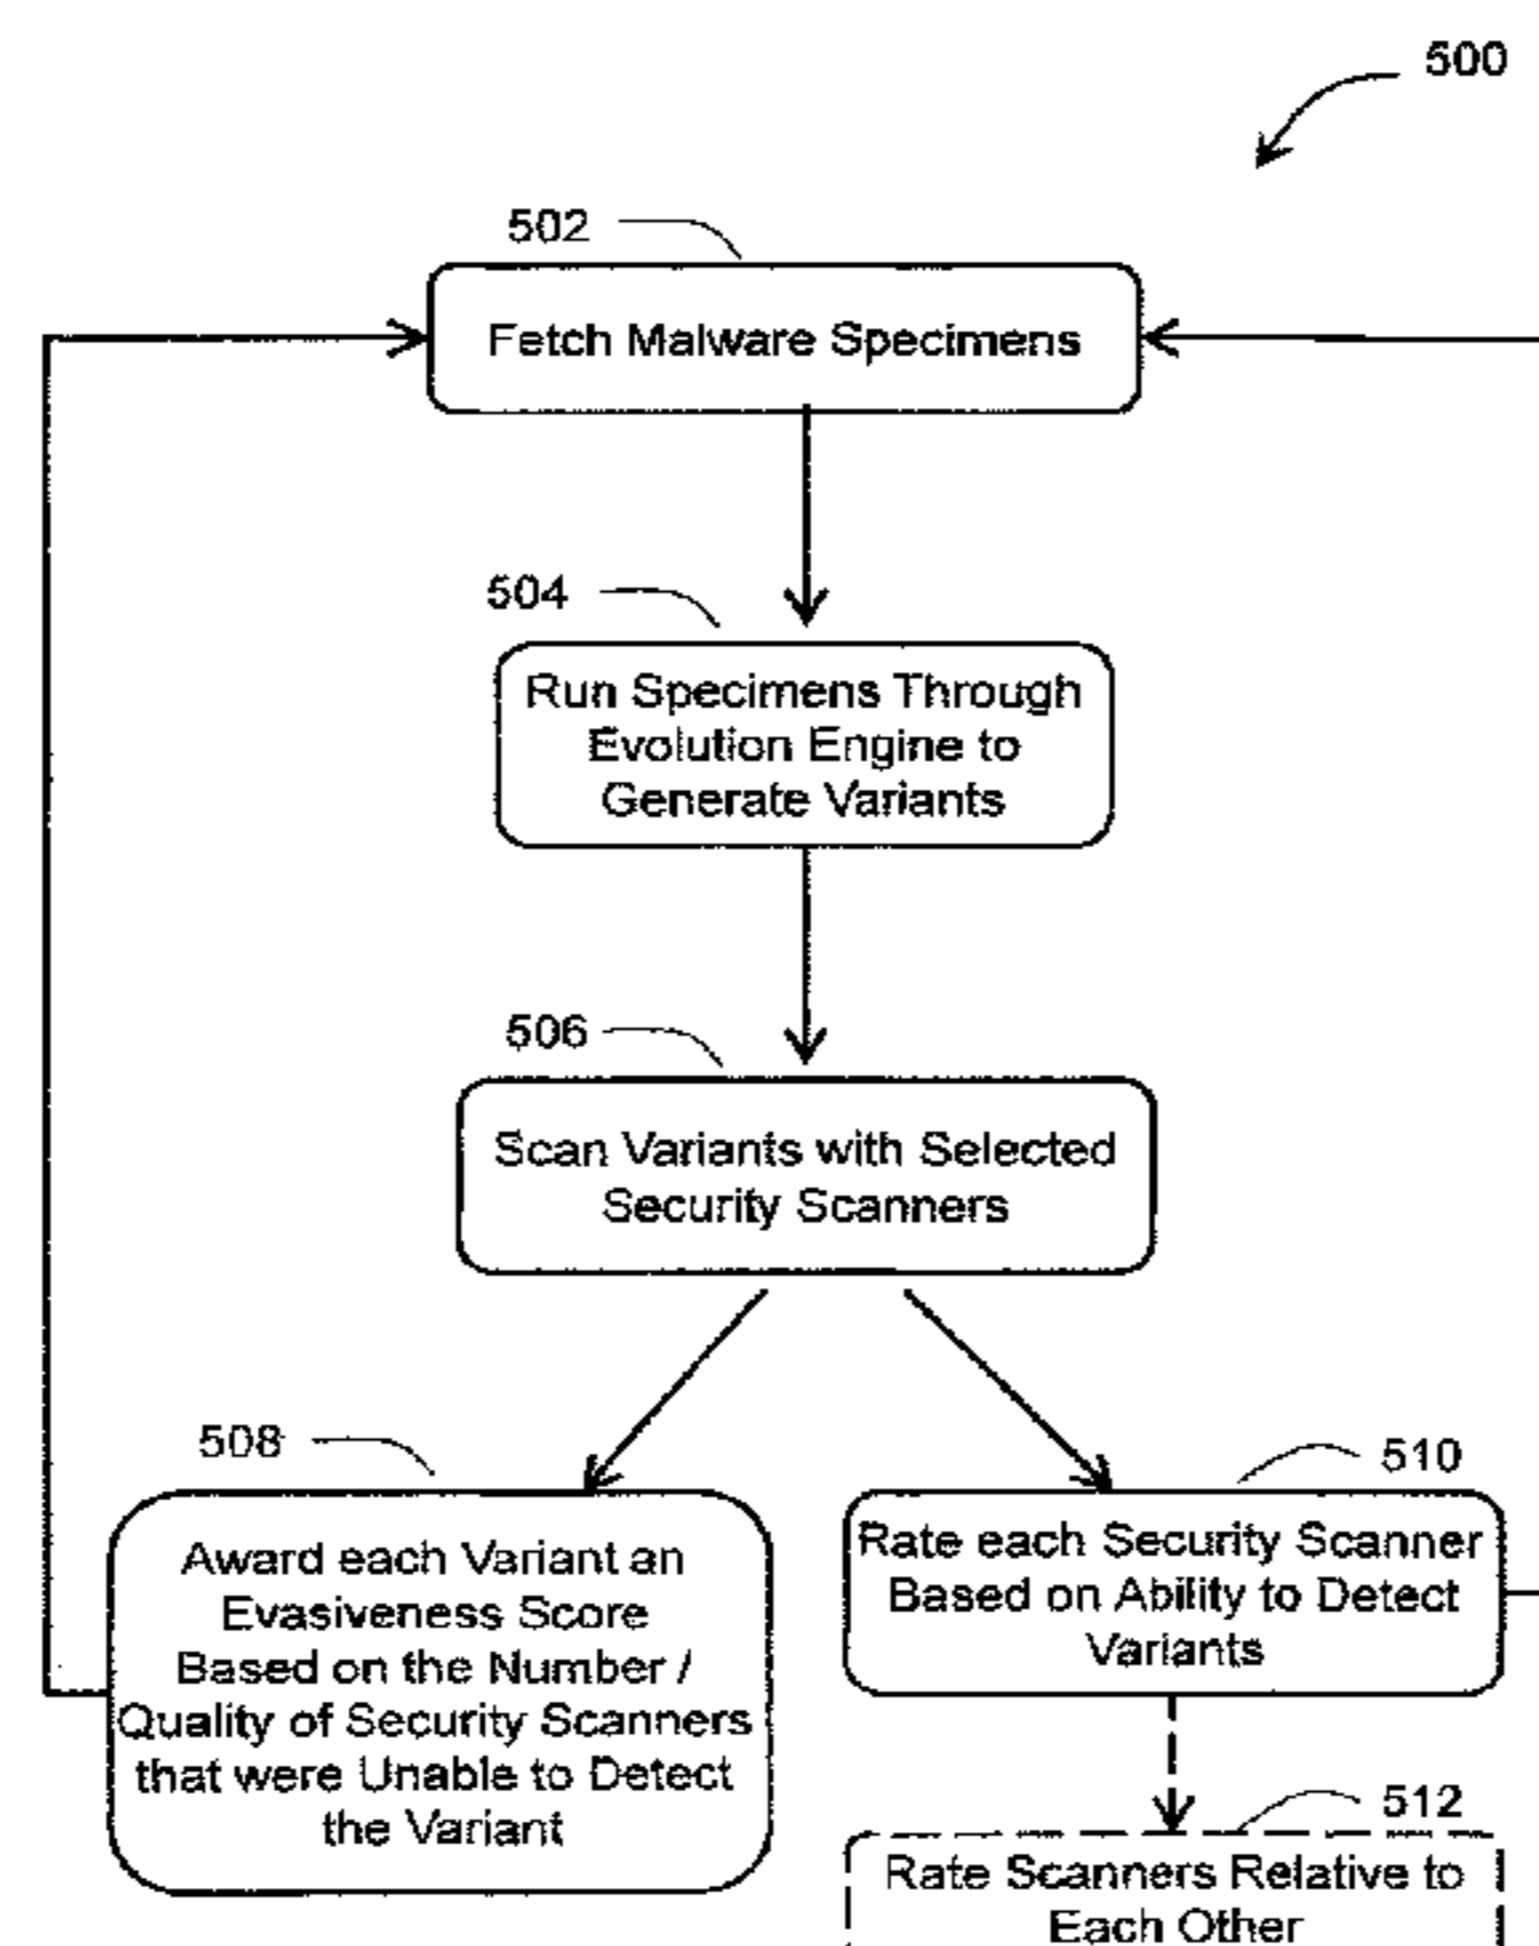 500
502
Fetch Malware Specimens
504
Run Specimens Through
Evolution Engine to
Generate Variants
506
Scan Variants with Selected
Security Scanners
508
Award each Variant an
Evasiveness Score
Based on the Number /
Quality of Security Scanners
that were Unable to Detect
the Variant
510
Rate each Security Scanner
Based on Ability to Detect
Variants
512
Rate Scanners Relative to
Each Other